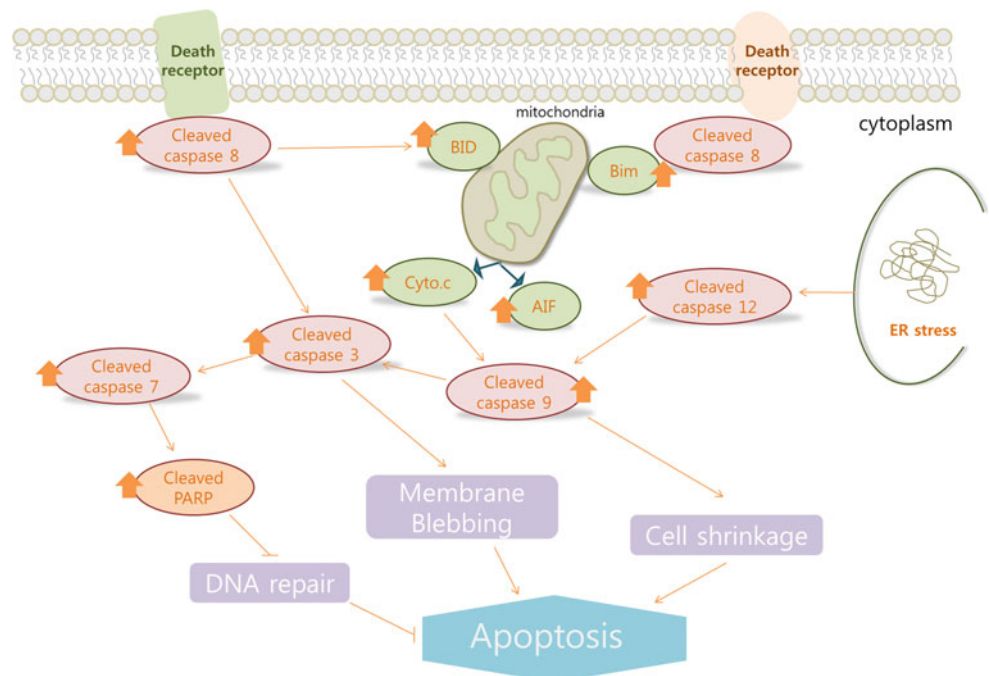 Death
receptor
Death
receptor
mitochondria
cytoplasm
Cleaved
caspase 8
BID
Bim
Cleaved
caspase 8
Cyto.c
AIF
Cleaved
caspase 12
ER stress
Cleaved
caspase 3
Cleaved
caspase 7
Cleaved
caspase 9
Cleaved
PARP
Membrane
Blebbing
Cell shrinkage
DNA repair
Apoptosis